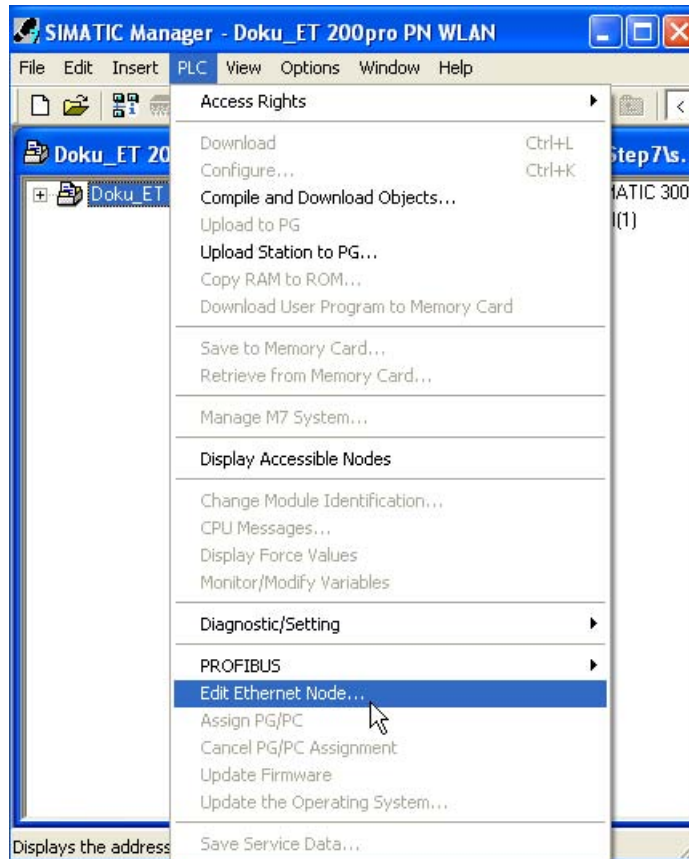 SIMATIC Manager - Doku_ET 200pro PN WLAN
File Edit Insert PLC View Options Window Help
Access Rights
Doku_ET 20
Step7\s.
Download Ctrl+L
Configure... Ctrl+K
Doku_ET
MATIC 300
I(1)
Compile and Download Objects...
Upload to PG
Upload Station to PG...
Copy RAM to ROM...
Download User Program to Memory Card
Save to Memory Card...
Retrieve from Memory Card...
Manage M7 System...
Display Accessible Nodes
Change Module Identification...
CPU Messages...
Display Force Values
Monitor/Modify Variables
Diagnostic/Setting
PROFIBUS
Edit Ethernet Node...
Assign PG/PC
Cancel PG/PC Assignment
Update Firmware
Update the Operating System...
Save Service Data...
Displays the address